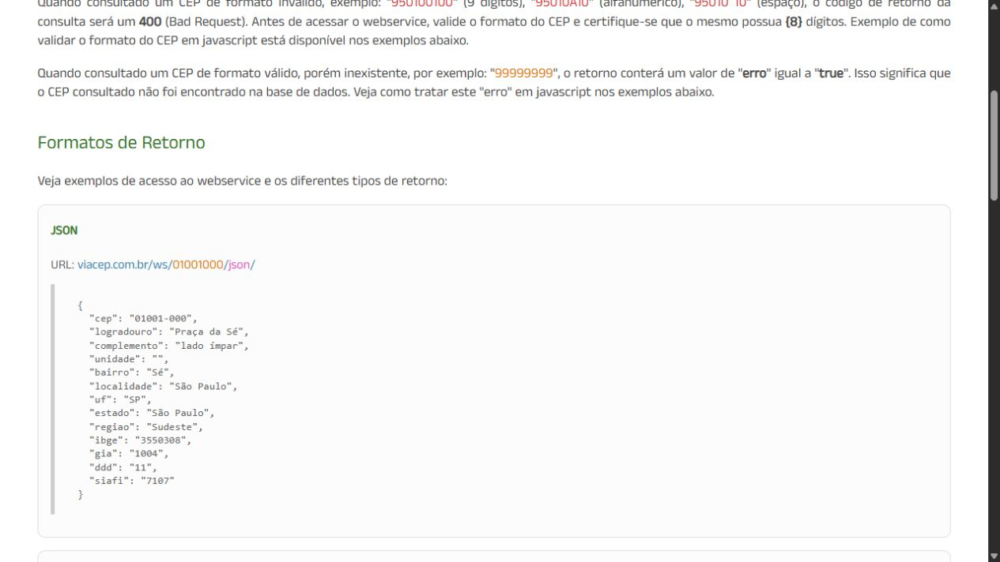 Quando consultado um CEP de formato inválido, exemplo: "950100100" (9 dígitos), "95010A10" (alfanumérico), "95010 10" (espaço), o código de retorno da
consulta será um 400 (Bad Request). Antes de acessar o webservice, valide o formato do CEP e certifique-se que o mesmo possua {8} dígitos. Exemplo de como
validar o formato do CEP em javascript está disponível nos exemplos abaixo.
Quando consultado um CEP de formato válido, porém inexistente, por exemplo: "99999999", o retorno conterá um valor de "erro" igual a "true". Isso significa que
o CEP consultado não foi encontrado na base de dados. Veja como tratar este "erro" em javascript nos exemplos abaixo.
Formatos de Retorno
Veja exemplos de acesso ao webservice e os diferentes tipos de retorno:
JSON
URL: viacep.com.br/ws/01001000/json/
{
"cep": "01001-000",
"logradouro": "Praça da Sé",
"complemento": "lado ímpar",
"unidade": "",
"bairro": "Sé",
"localidade": "São Paulo",
"uf": "SP",
"estado": "São Paulo",
"regiao": "Sudeste",
"ibge": "3550308",
"gia": "1004",
"ddd": "11",
"siafi": "7107"
}